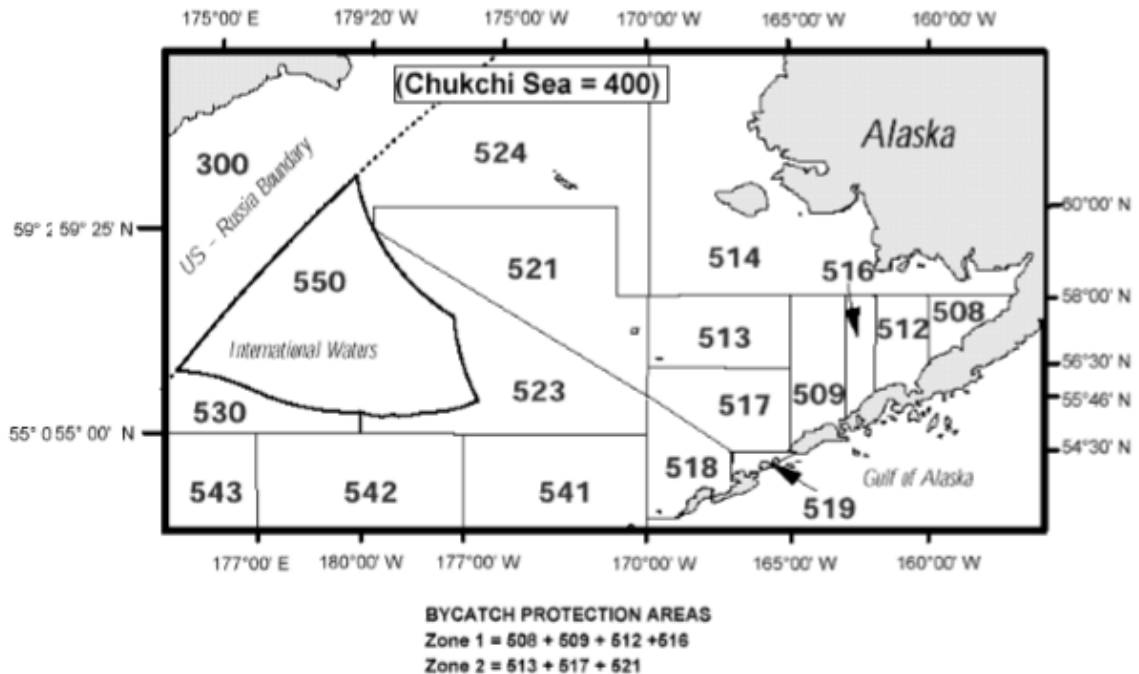 175°00' E 179°20' W 175°00' W 170°00' W 165°00' W 160°00' W
(Chukchi Sea = 400)
Alaska
524
300
US - Russia Boundary
60°00' N
59° 2 59° 25' N
514
521
516
550
58°00' N
508
512
513
International Waters
56°30' N
523
509
517
55°46' N
530
55° 0 55° 00' N
54°30' N
518
Gulf of Alaska
543 542 541
519
177°00' E 180°00' W 177°00' W 170°00' W 165°00' W 160°00' W
BYCATCH PROTECTION AREAS
Zone 1 = 508 + 509 + 512 +516
Zone 2 = 513 + 517 + 521